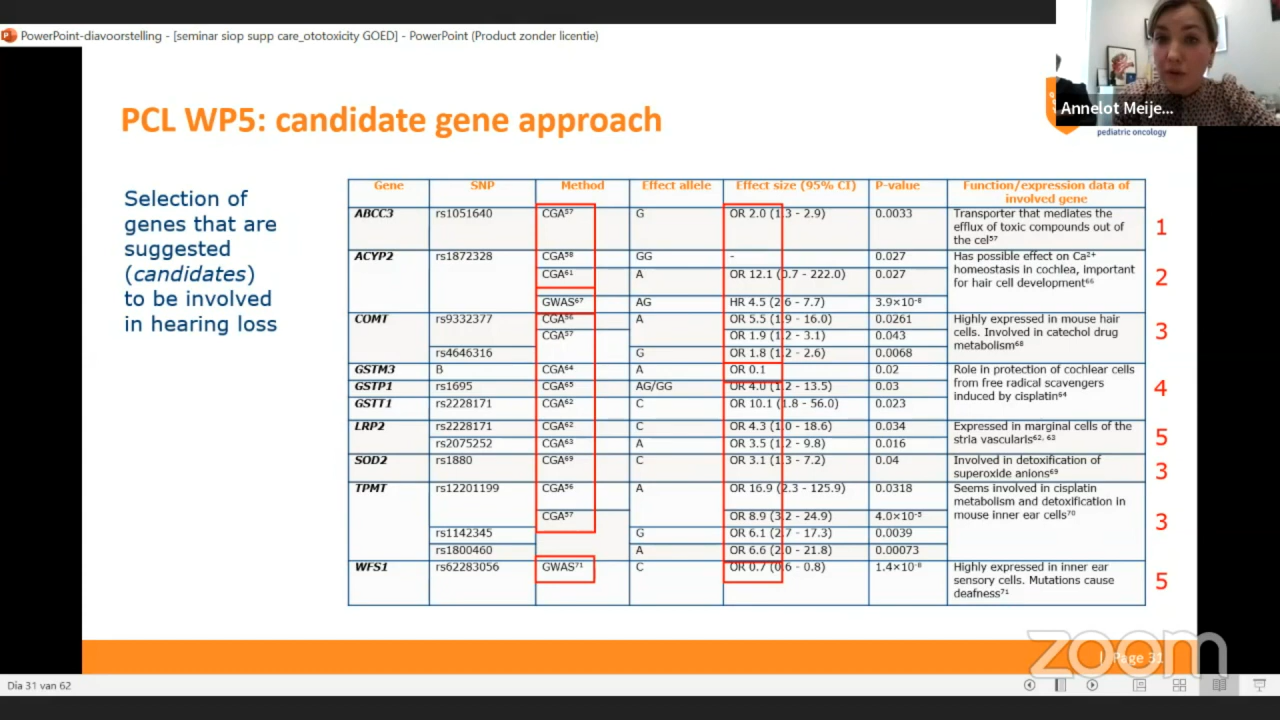 PowerPoint-diavoorstelling - [seminar siop supp care_ototoxicity GOED] - PowerPoint (Product zonder licentie)
Annelot Meije...
pediatric oncology
PCL WP5: candidate gene approach
Selection of
genes that are
suggested
(candidates)
to be involved
in hearing loss
Gene SNP Method Effect allele Effect size (95% CI) P-value Function/expression data of
involved gene
ABCC3 rs1051640 CGA⁵⁷ G OR 2.0 (1.3 - 2.9) 0.0033 Transporter that mediates the
efflux of toxic compounds out of
the cel⁵⁷
1
ACYP2 rs1872328 CGA⁵⁸ GG - 0.027 Has possible effect on Ca²⁺
CGA⁶¹ A OR 12.1 (0.7 - 222.0) 0.027 homeostasis in cochlea, important
for hair cell development⁶⁶
2
GWAS⁶⁷ AG HR 4.5 (2.6 - 7.7) 3.9×10⁻⁸
COMT rs9332377 CGA⁵⁶ A OR 5.5 (1.9 - 16.0) 0.0261 Highly expressed in mouse hair
CGA⁵⁷ OR 1.9 (1.2 - 3.1) 0.043 cells. Involved in catechol drug
metabolism⁶⁸
3
rs4646316 G OR 1.8 (1.2 - 2.6) 0.0068
GSTM3 B CGA⁶⁴ A OR 0.1 0.02 Role in protection of cochlear cells
GSTP1 rs1695 CGA⁶⁵ AG/GG OR 4.0 (1.2 - 13.5) 0.03 from free radical scavengers
induced by cisplatin⁶⁴
4
GSTT1 rs2228171 CGA⁶² C OR 10.1 (1.8 - 56.0) 0.023
LRP2 rs2228171 CGA⁶² C OR 4.3 (1.0 - 18.6) 0.034 Expressed in marginal cells of the
rs2075252 CGA⁶³ A OR 3.5 (1.2 - 9.8) 0.016 stria vascularis⁶²,⁶³
5
SOD2 rs1880 CGA⁶⁹ C OR 3.1 (1.3 - 7.2) 0.04 Involved in detoxification of
superoxide anions⁶⁹
3
TPMT rs12201199 CGA⁵⁶ A OR 16.9 (2.3 - 125.9) 0.0318 Seems involved in cisplatin
metabolism and detoxification in
CGA⁵⁷ OR 8.9 (3.2 - 24.9) 4.0×10⁻⁵ mouse inner ear cells⁷⁰
3
rs1142345 G OR 6.1 (2.7 - 17.3) 0.0039
rs1800460 A OR 6.6 (2.0 - 21.8) 0.00073
WFS1 rs62283056 GWAS⁷¹ C OR 0.7 (0.6 - 0.8) 1.4×10⁻⁸ Highly expressed in inner ear
sensory cells. Mutations cause
deafness⁷¹
5
| Page 31
zoom
Dia 31 van 62